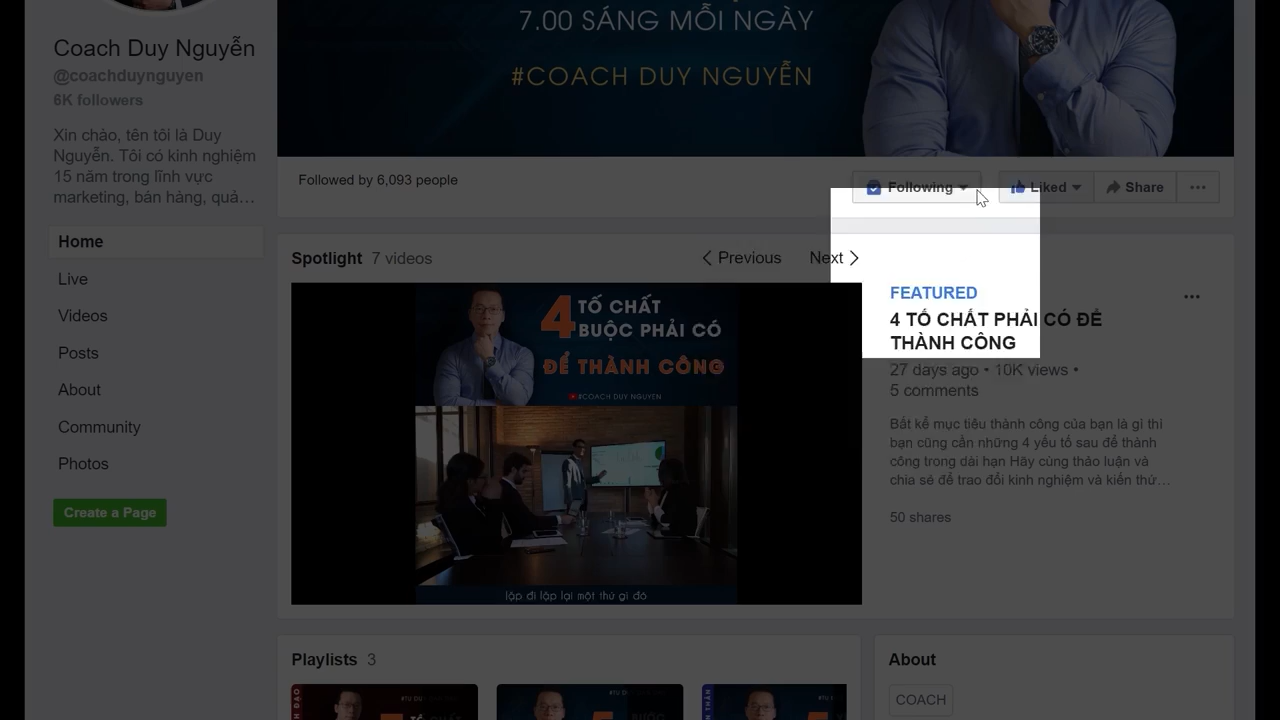 7.00 SÁNG MỖI NGÀY
#COACH DUY NGUYỄN
Coach Duy Nguyễn
@coachduynguyen
6K followers
Xin chào, tên tôi là Duy
Nguyễn. Tôi có kinh nghiệm
15 năm trong lĩnh vực
marketing, bán hàng, quả…
Followed by 6,093 people
Following
Liked
Share
Home
Live
Videos
Posts
About
Community
Photos
Create a Page
Spotlight 7 videos
Previous
Next
4 TỐ CHẤT
BUỘC PHẢI CÓ
ĐỂ THÀNH CÔNG
#COACH DUY NGUYEN
lặp đi lặp lại một thứ gì đó
FEATURED
4 TỐ CHẤT PHẢI CÓ ĐỂ
THÀNH CÔNG
27 days ago • 10K views •
5 comments
Bất kể mục tiêu thành công của bạn là gì thì
bạn cũng cần những 4 yếu tố sau để thành
công trong dài hạn Hãy cùng thảo luận và
chia sẻ để trao đổi kinh nghiệm và kiến thứ…
50 shares
Playlists 3
About
COACH